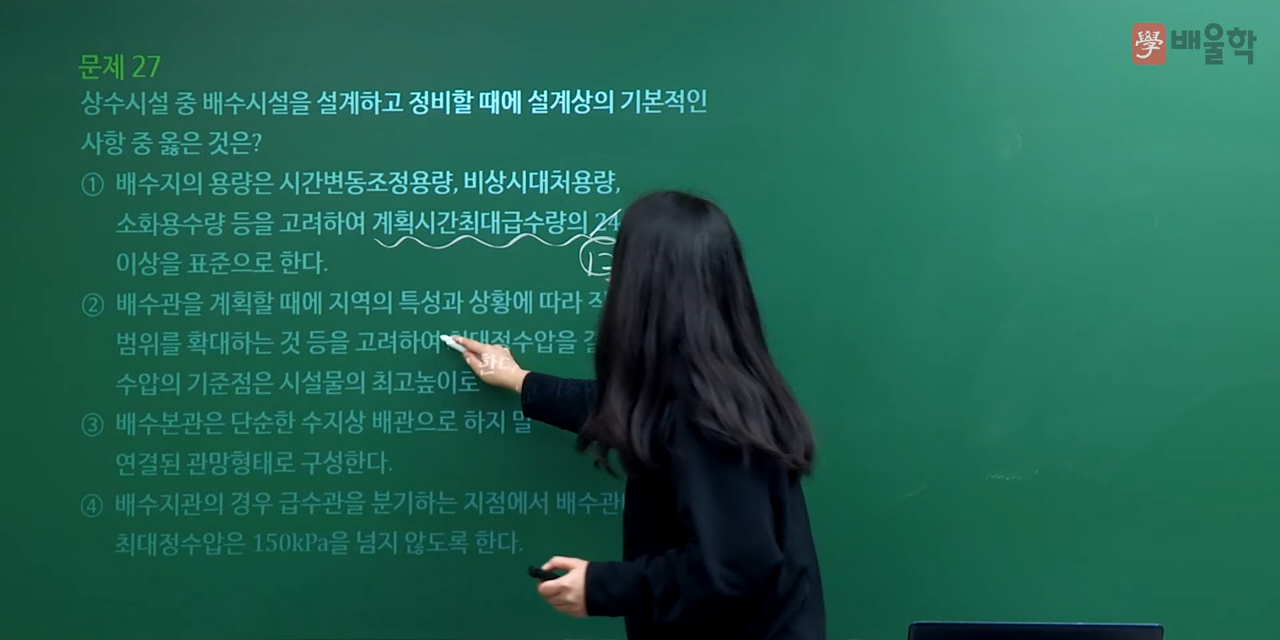 學 배울학
문제 27
상수시설 중 배수시설을 설계하고 정비할 때에 설계상의 기본적인
사항 중 옳은 것은?
① 배수지의 용량은 시간변동조정용량, 비상시대처용량,
소화용수량 등을 고려하여 계획시간최대급수량의 24
12
이상을 표준으로 한다.
② 배수관을 계획할 때에 지역의 특성과 상황에 따라
범위를 확대하는 것 등을 고려하여 최대정수압을
수압의 기준점은 시설물의 최고높이로 한다
③ 배수본관은 단순한 수지상 배관으로 하지 말
연결된 관망형태로 구성한다.
④ 배수지관의 경우 급수관을 분기하는 지점에서 배수관
최대정수압은 150kPa을 넘지 않도록 한다.